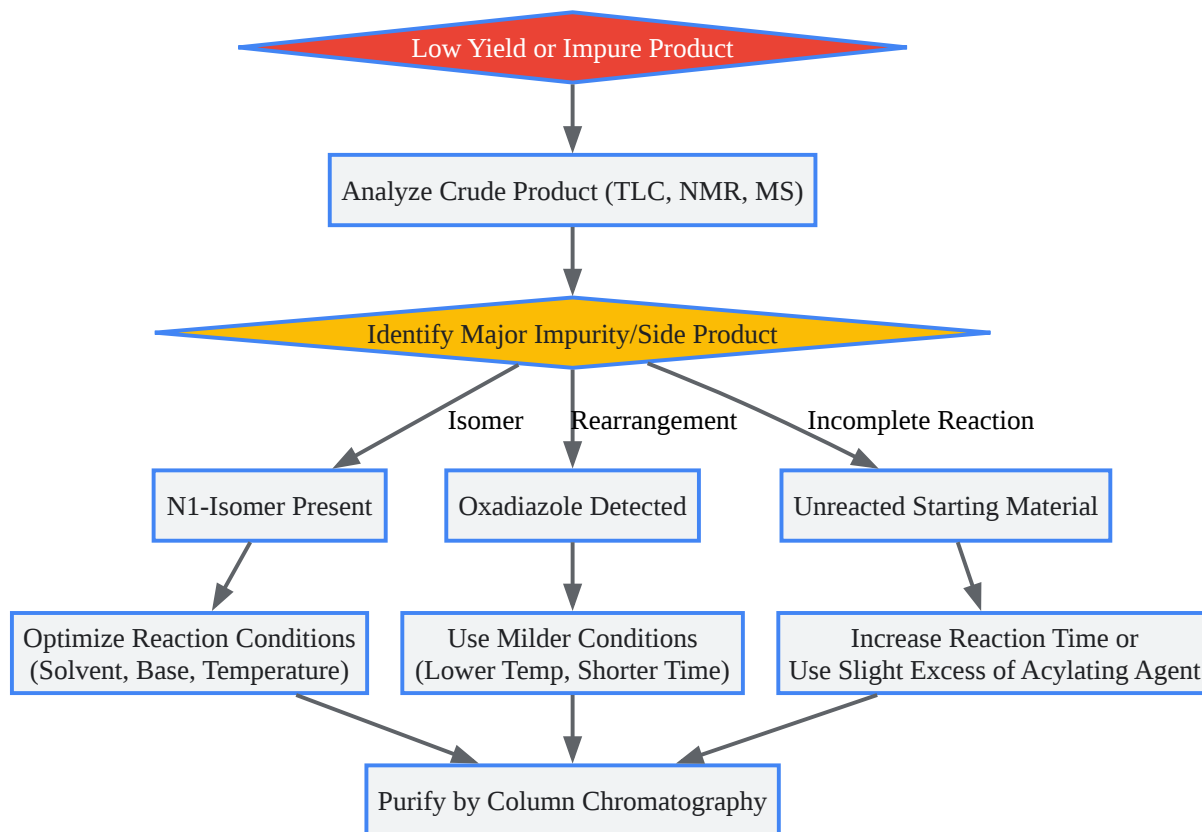 Low Yield or Impure Product
Analyze Crude Product (TLC, NMR, MS)
Identify Major Impurity/Side Product
Isomer
Rearrangement
Incomplete Reaction
N1-Isomer Present
Oxadiazole Detected
Unreacted Starting Material
Optimize Reaction Conditions
(Solvent, Base, Temperature)
Use Milder Conditions
(Lower Temp, Shorter Time)
Increase Reaction Time or
Use Slight Excess of Acylating Agent
Purify by Column Chromatography